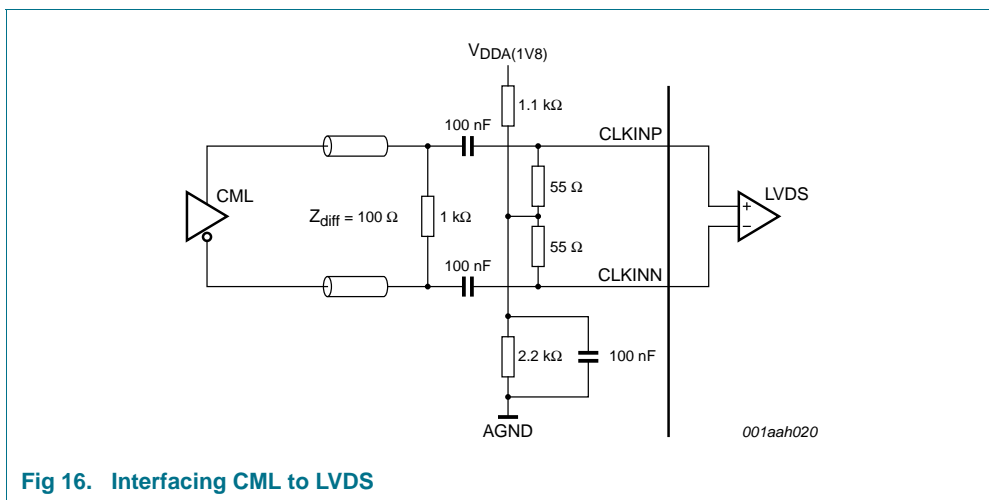 VDDA(1V8)
1.1 kΩ
100 nF
CLKINP
CML
55 Ω
LVDS
Zdiff = 100 Ω
1 kΩ
+
−
55 Ω
100 nF
CLKINN
2.2 kΩ
100 nF
AGND
001aah020
Fig 16. Interfacing CML to LVDS